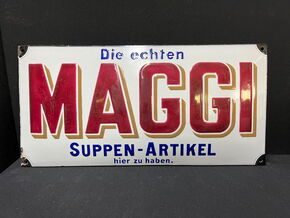 Die echten
MAGGI
SUPPEN-ARTIKEL
hier zu haben.